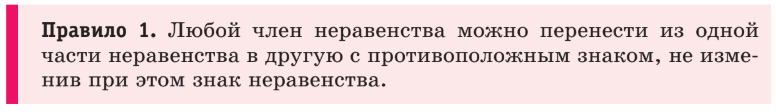 Правило 1. Любой член неравенства можно перенести из одной
части неравенства в другую с противоположным знаком, не изме-
нив при этом знак неравенства.